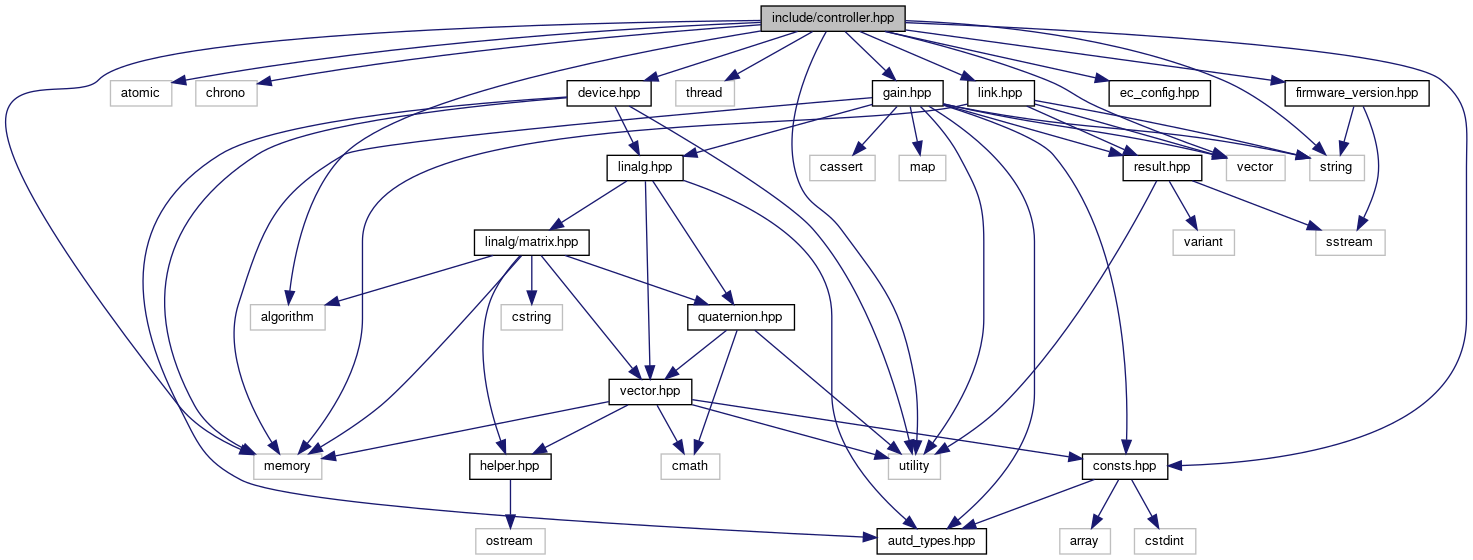 include/controller.hpp
atomic
chrono
device.hpp
thread
gain.hpp
link.hpp
ec_config.hpp
firmware_version.hpp
linalg.hpp
cassert
map
result.hpp
vector
string
linalg/matrix.hpp
variant
sstream
algorithm
cstring
quaternion.hpp
vector.hpp
memory
helper.hpp
cmath
utility
consts.hpp
ostream
autd_types.hpp
array
cstdint